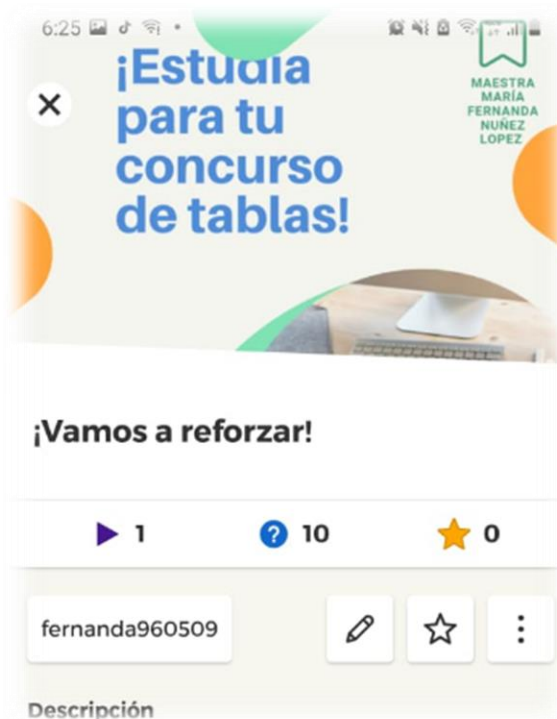 6:25
¡Estudia
para tu
concurso
de tablas!
MAESTRA
MARÍA
FERNANDA
NUÑEZ
LOPEZ
¡Vamos a reforzar!
1
10
0
fernanda960509
Descripción